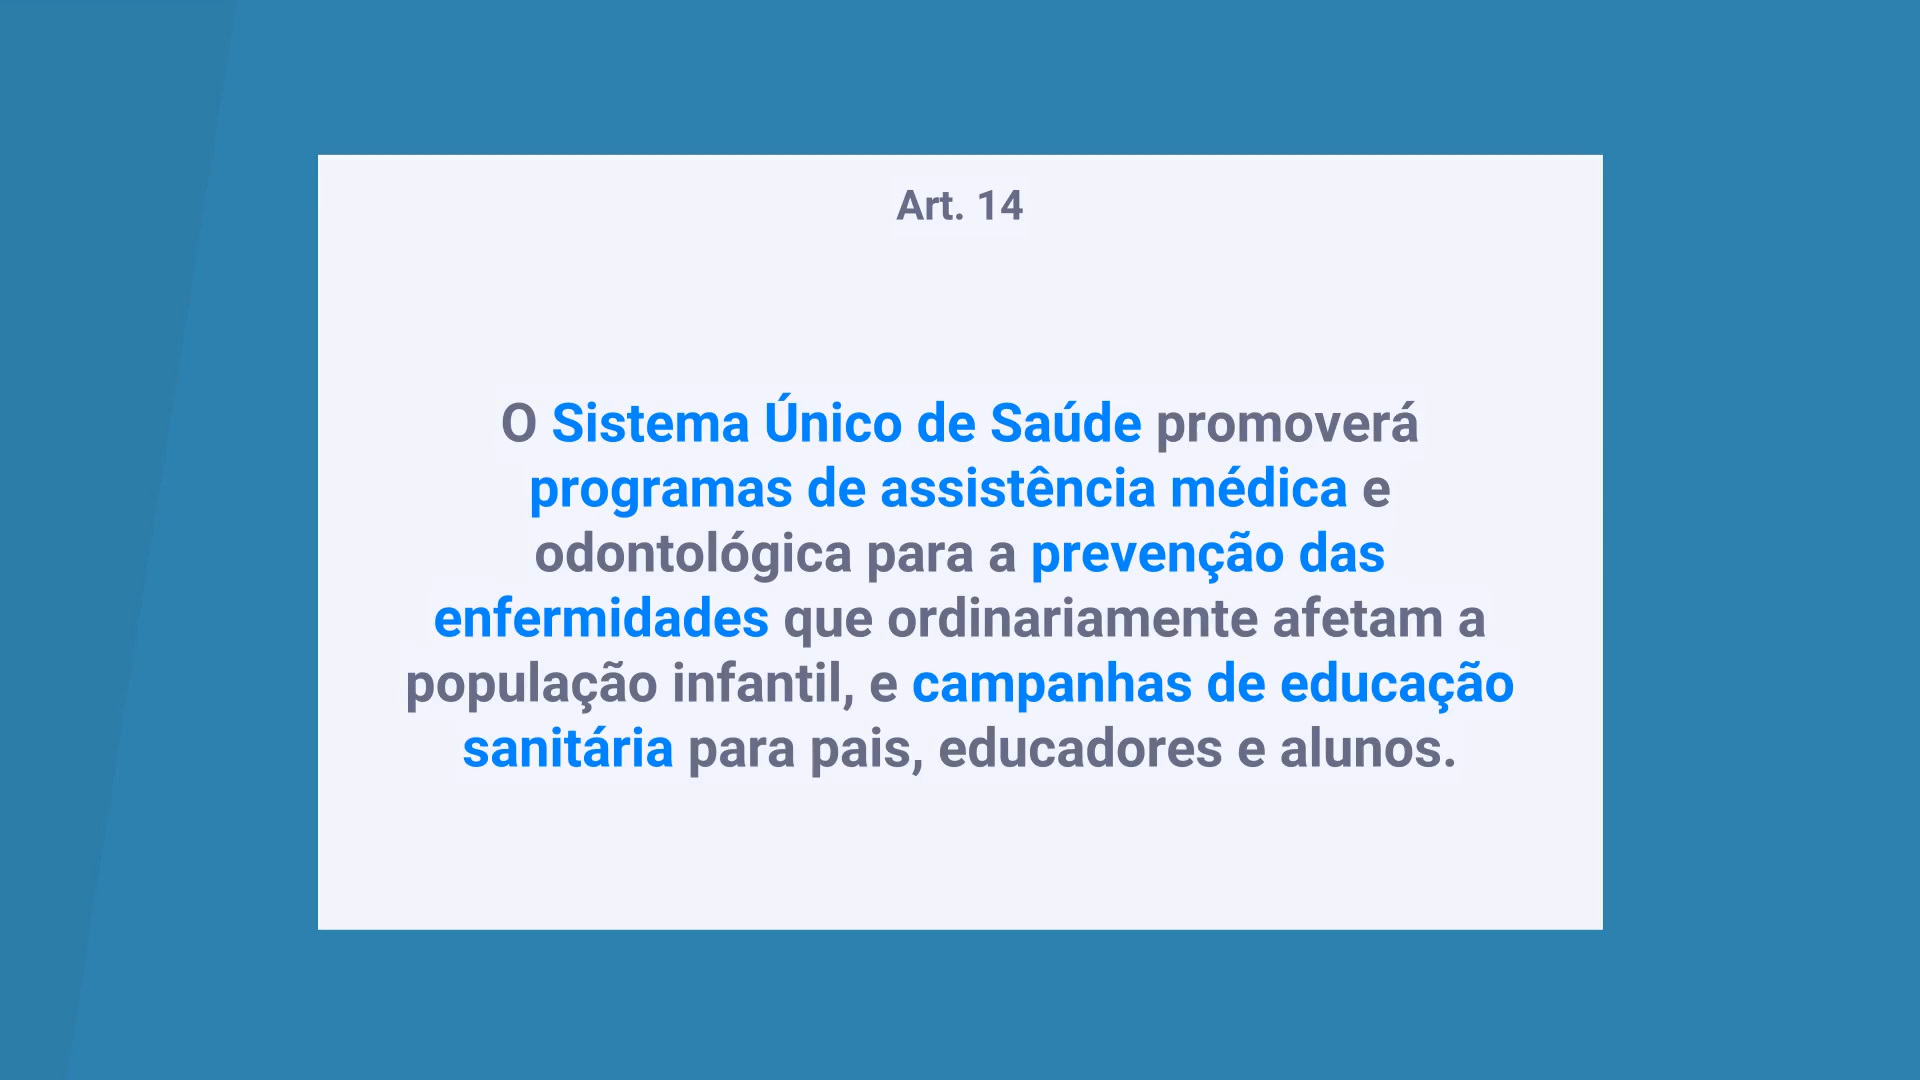 Art. 14
O Sistema Único de Saúde promoverá
programas de assistência médica e
odontológica para a prevenção das
enfermidades que ordinariamente afetam a
população infantil, e campanhas de educação
sanitária para pais, educadores e alunos.